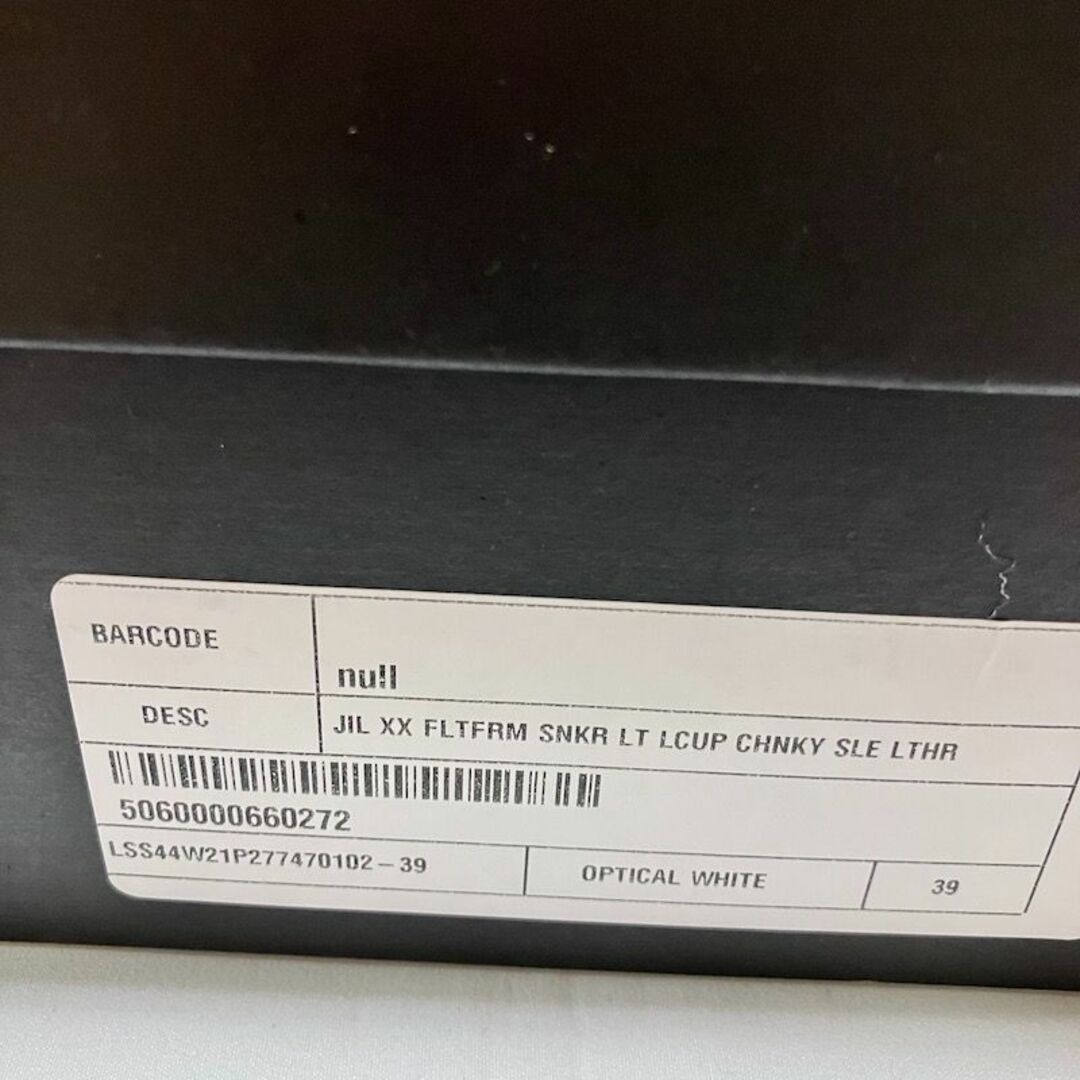 BARCODE
null
DESC
JIL XX FLTFRM SNKR LT LCUP CHNKY SLE LTHR
5060000660272
LSS44W21P277470102-39
OPTICAL WHITE
39